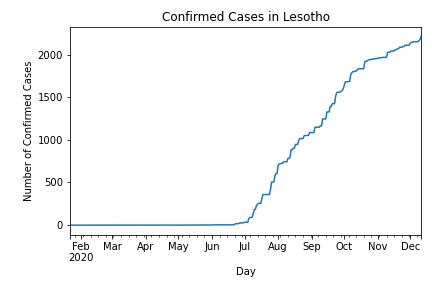 Confirmed Cases in Lesotho
Number of Confirmed Cases
2000
1500
1000
500
0
Feb Mar Apr May Jun Jul Aug Sep Oct Nov Dec
2020
Day